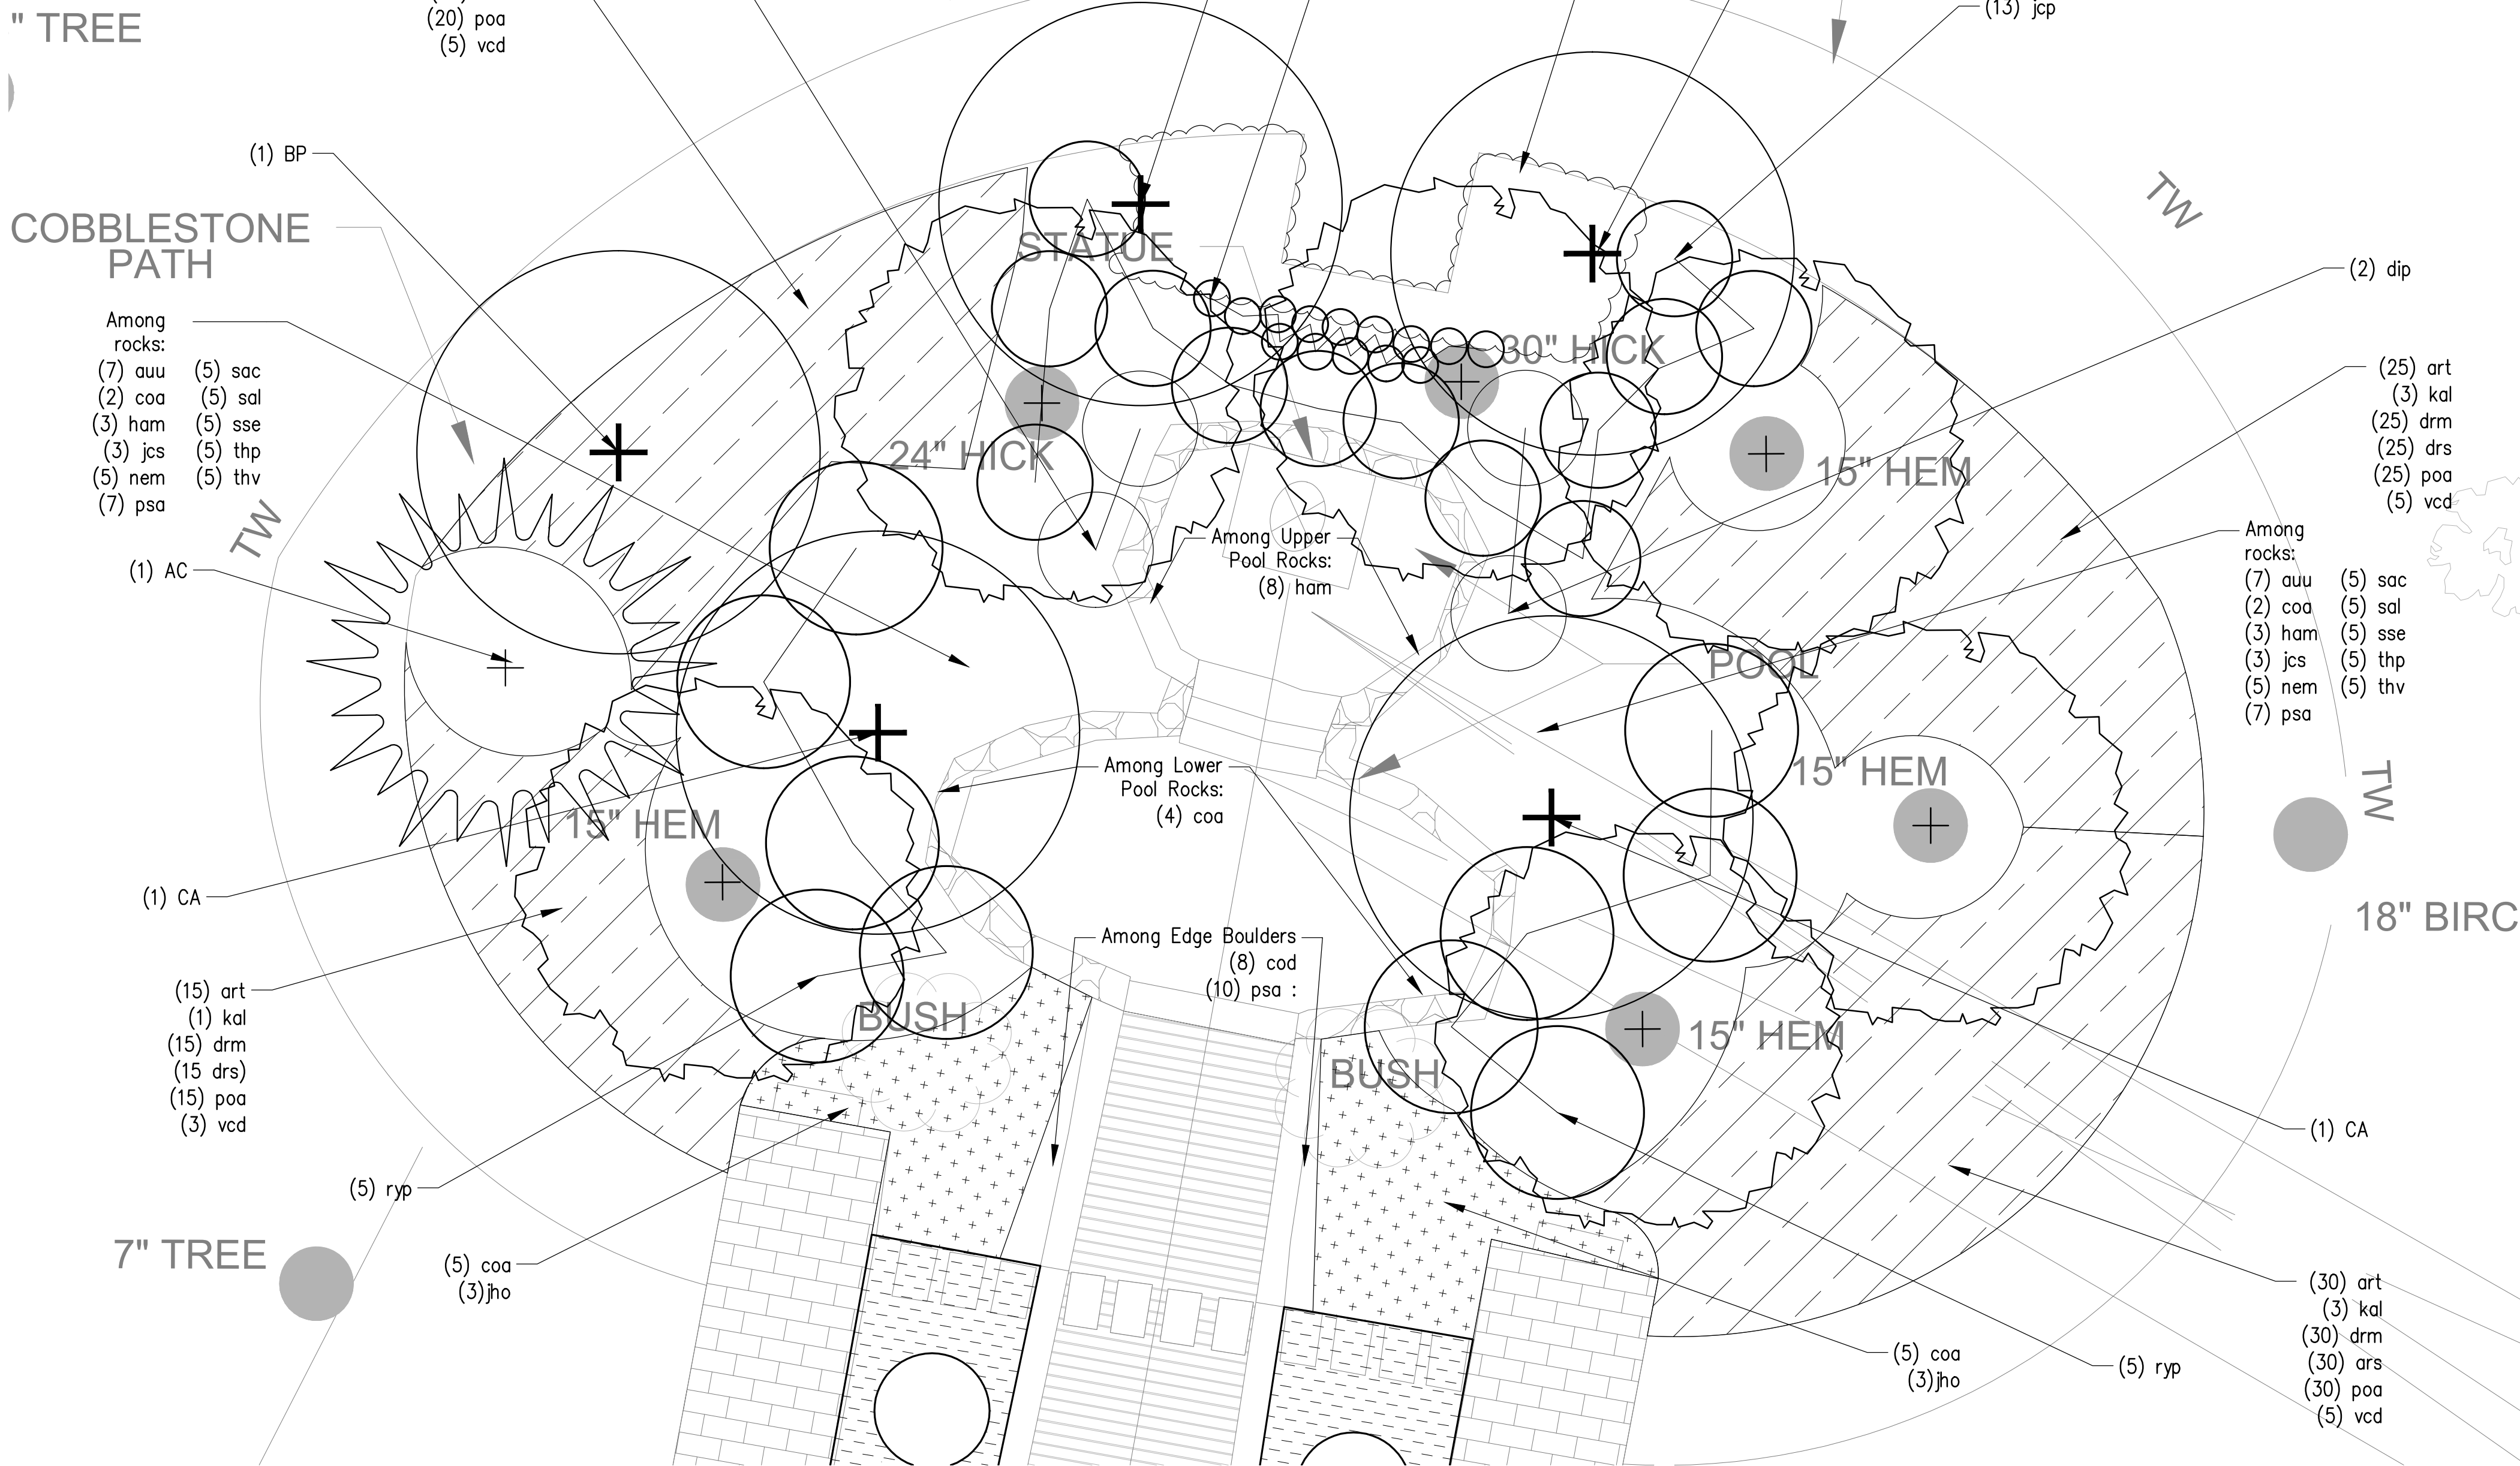 " TREE
(20) poa
(5) vcd
(13) jcp
(1) BP
COBBLESTONE
PATH
Among
rocks:
(7) auu (5) sac
(2) coa (5) sal
(3) ham (5) sse
(3) jcs (5) thp
(5) nem (5) thv
(7) psa
TW
(1) AC
STATUE
30" HICK
24" HICK
15" HEM
TW
(2) dip
(25) art
(3) kal
(25) drm
(25) drs
(25) poa
(5) vcd
Among Upper
Pool Rocks:
(8) ham
Among
rocks:
(7) auu (5) sac
(2) coa (5) sal
(3) ham (5) sse
(3) jcs (5) thp
(5) nem (5) thv
(7) psa
POOL
15" HEM
TW
15" HEM
Among Lower
Pool Rocks:
(4) coa
(1) CA
18" BIRC
Among Edge Boulders
(8) cod
(10) psa :
(15) art
(1) kal
(15) drm
(15 drs)
(15) poa
(3) vcd
BUSH
15" HEM
BUSH
(1) CA
(5) ryp
7" TREE
(5) coa
(3)jho
(5) coa
(3)jho
(5) ryp
(30) art
(3) kal
(30) drm
(30) ars
(30) poa
(5) vcd